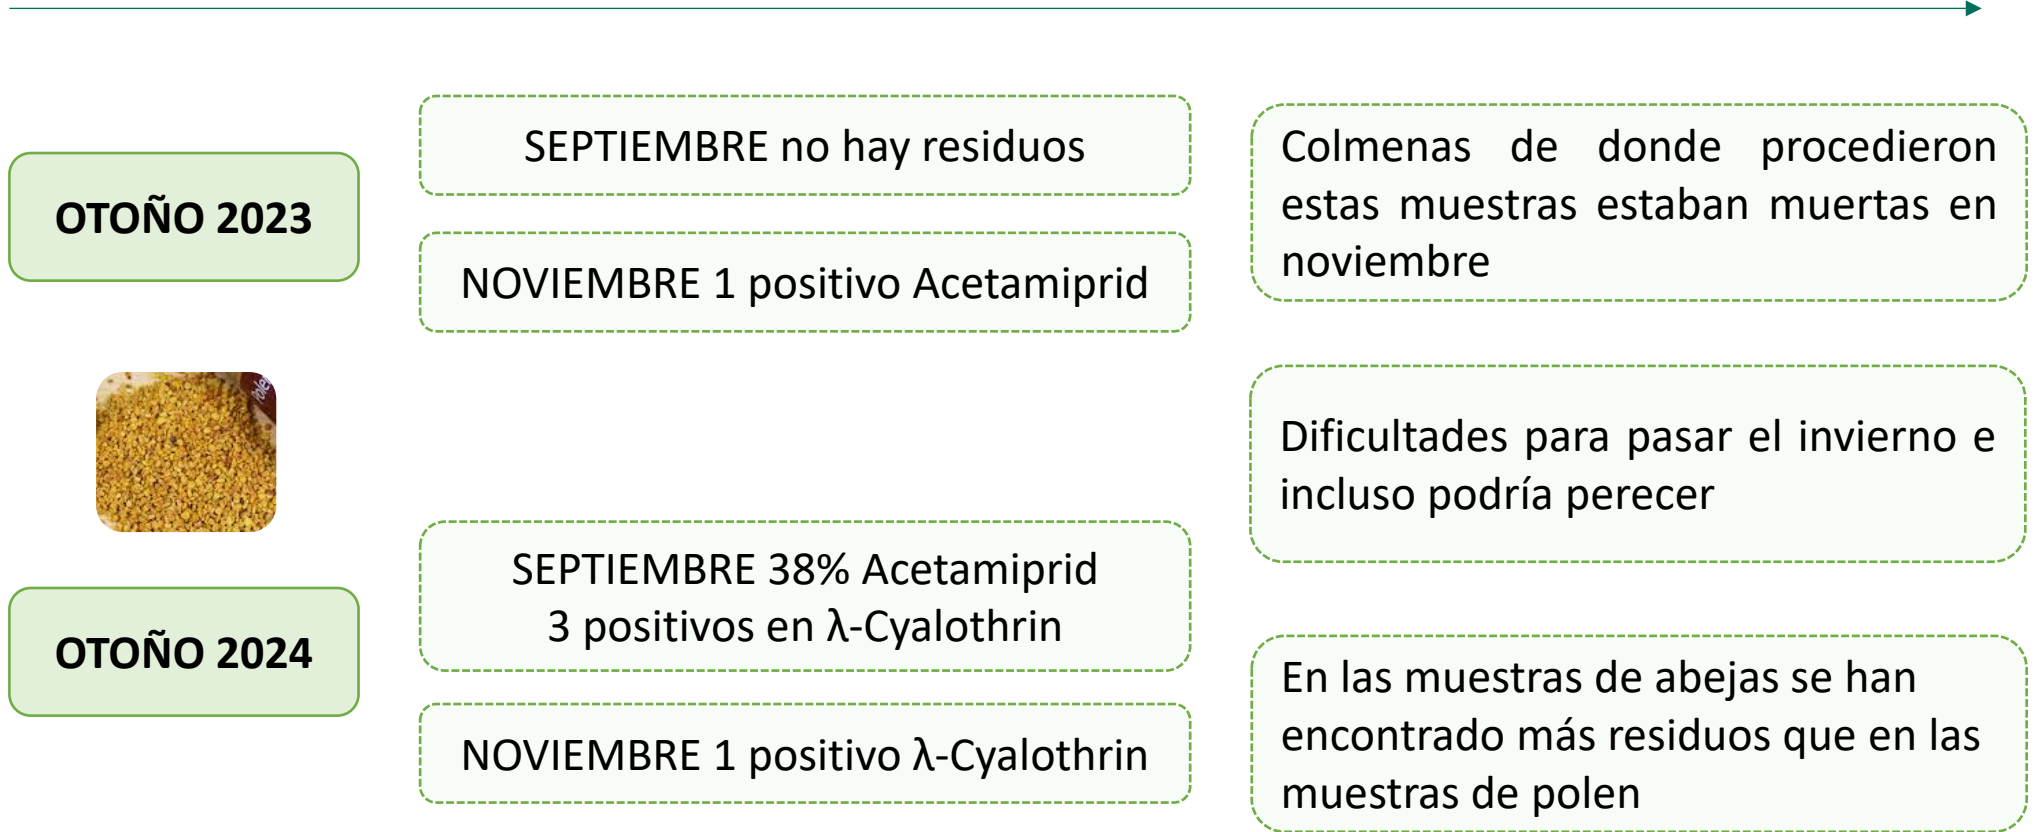 OTOÑO 2023
SEPTIEMBRE no hay residuos
NOVIEMBRE 1 positivo Acetamiprid
Colmenas de donde procedieron
estas muestras estaban muertas en
noviembre
Polen
Dificultades para pasar el invierno e
incluso podría perecer
OTOÑO 2024
SEPTIEMBRE 38% Acetamiprid
3 positivos en λ-Cyalothrin
NOVIEMBRE 1 positivo λ-Cyalothrin
En las muestras de abejas se han
encontrado más residuos que en las
muestras de polen